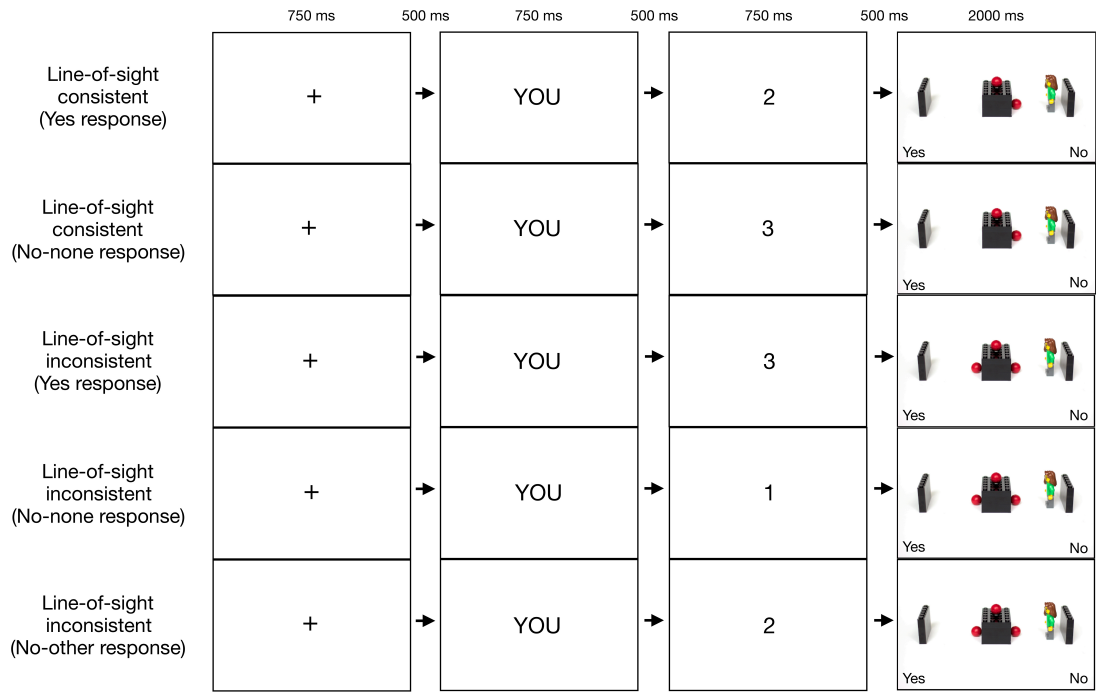 750 ms 500 ms 750 ms 500 ms 750 ms 500 ms 2000 ms
Line-of-sight
consistent
(Yes response)
+
YOU
2
Yes No
Line-of-sight
consistent
(No-none response)
+
YOU
3
Yes No
Line-of-sight
inconsistent
(Yes response)
+
YOU
3
Yes No
Line-of-sight
inconsistent
(No-none response)
+
YOU
1
Yes No
Line-of-sight
inconsistent
(No-other response)
+
YOU
2
Yes No